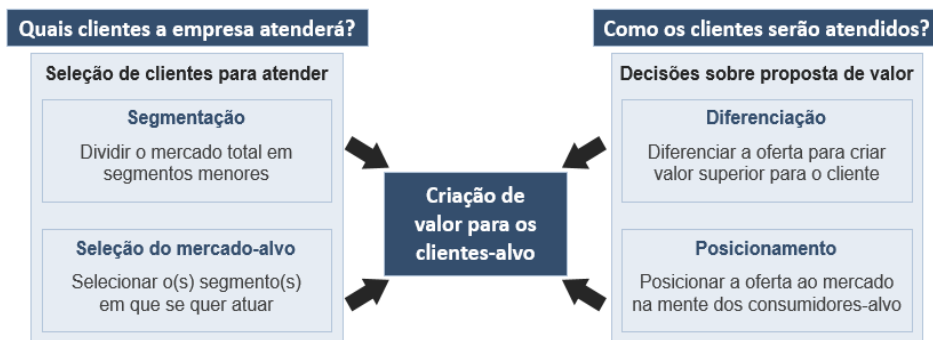 Quais clientes a empresa atenderá?
Seleção de clientes para atender
Segmentação
Dividir o mercado total em
segmentos menores
Seleção do mercado-alvo
Selecionar o(s) segmento(s)
em que se quer atuar
Criação de
valor para os
clientes-alvo
Como os clientes serão atendidos?
Decisões sobre proposta de valor
Diferenciação
Diferenciar a oferta para criar
valor superior para o cliente
Posicionamento
Posicionar a oferta ao mercado
na mente dos consumidores-alvo